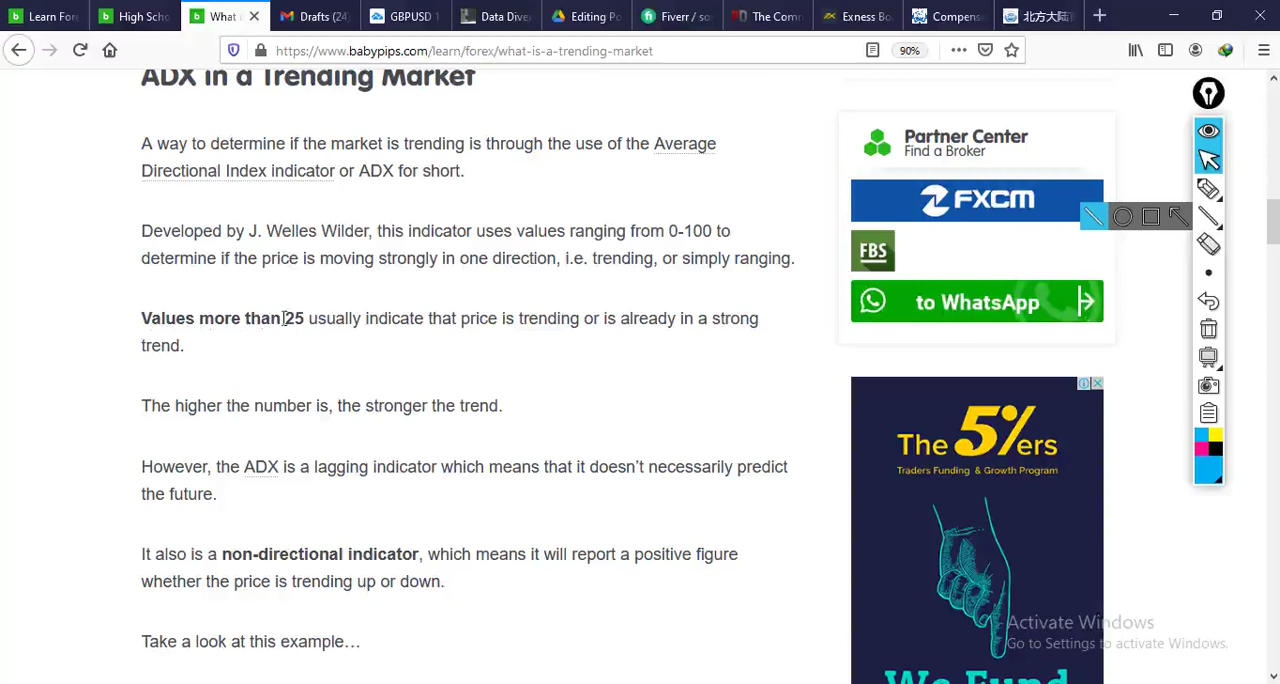 Learn For
High Scho
What i
Drafts (24)
GBPUSD 1
Data Dive
Editing Po
Fiverr / so
The Comm
Exness Bo
Compens
北方大陆
https://www.babypips.com/learn/forex/what-is-a-trending-market
90%
ADX in a Trending Market
A way to determine if the market is trending is through the use of the Average
Directional Index indicator or ADX for short.
Developed by J. Welles Wilder, this indicator uses values ranging from 0-100 to
determine if the price is moving strongly in one direction, i.e. trending, or simply ranging.
Values more than 25 usually indicate that price is trending or is already in a strong
trend.
The higher the number is, the stronger the trend.
However, the ADX is a lagging indicator which means that it doesn’t necessarily predict
the future.
It also is a non-directional indicator, which means it will report a positive figure
whether the price is trending up or down.
Take a look at this example…
Partner Center
Find a Broker
FXCM
FBS
to WhatsApp
The 5%ers
Traders Funding & Growth Program
We Fund
Activate Windows
Go to Settings to activate Windows.